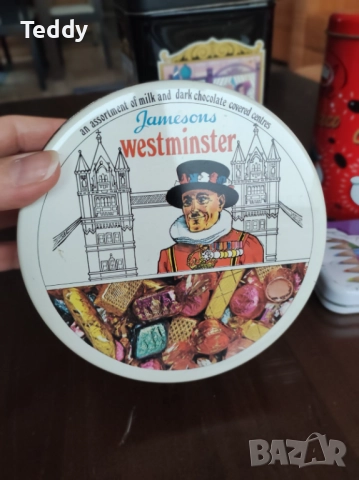 Teddy
an assortment of milk and dark chocolate covered centres
Jamesons
westminster
BAZAR